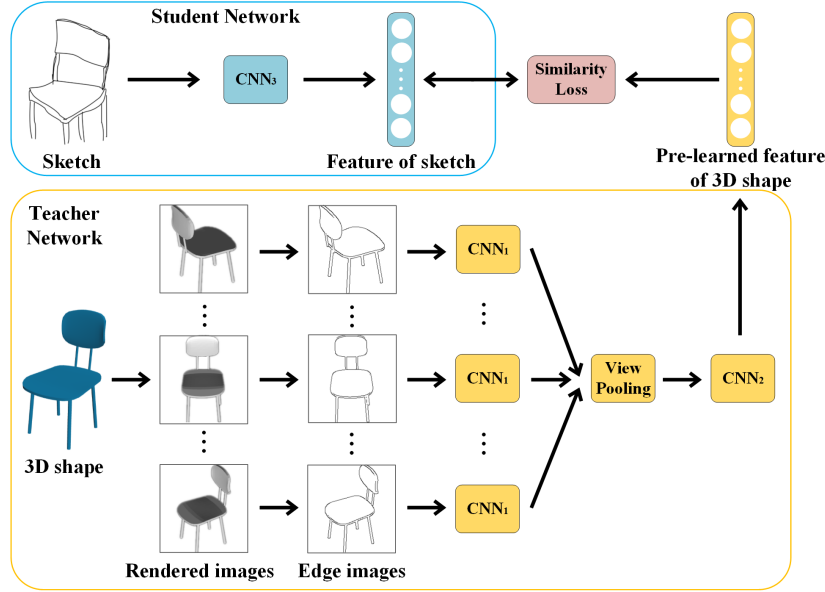 Student Network
CNN₃
Similarity
Loss
Sketch
Feature of sketch
Pre-learned feature
of 3D shape
Teacher
Network
CNN₁
CNN₁
View
Pooling
CNN₂
3D shape
CNN₁
Rendered images
Edge images